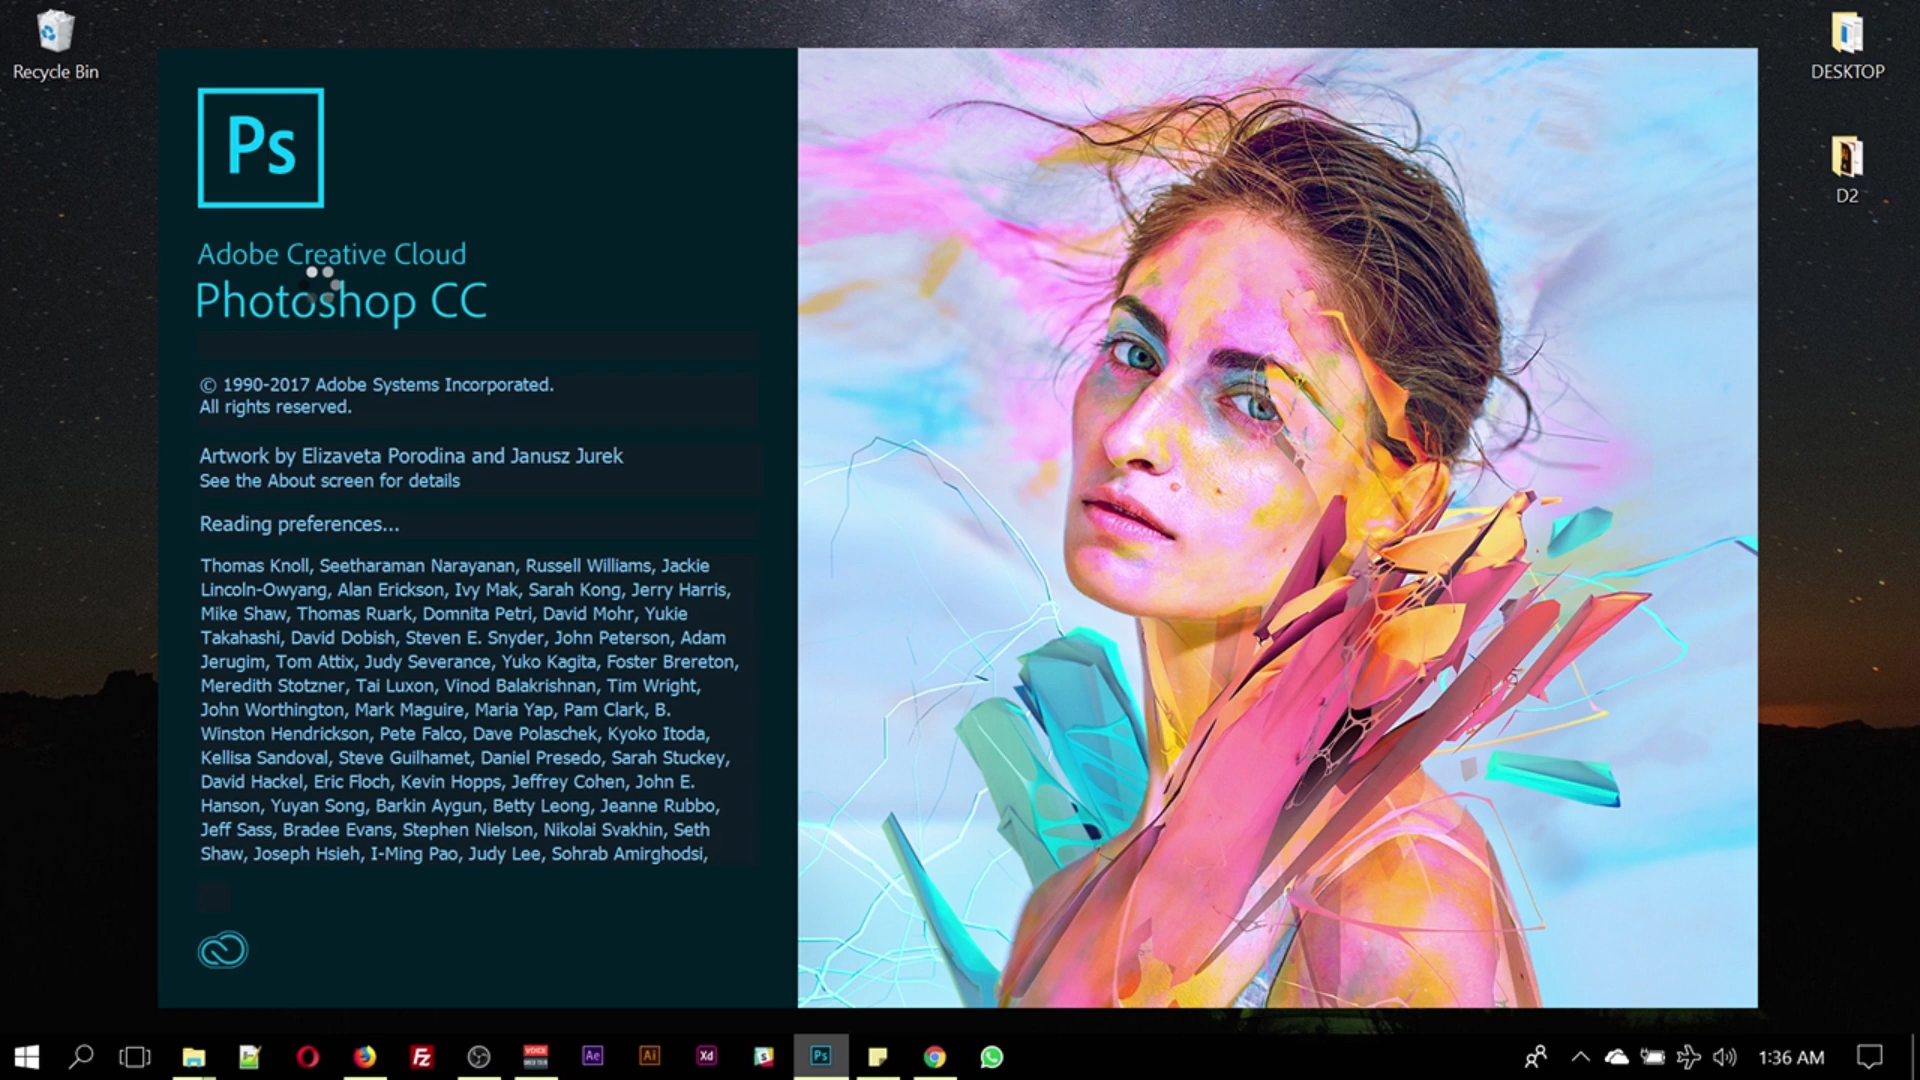 Recycle Bin
DESKTOP
D2
Ps
Adobe Creative Cloud
Photoshop CC
© 1990-2017 Adobe Systems Incorporated.
All rights reserved.
Artwork by Elizaveta Porodina and Janusz Jurek
See the About screen for details
Reading preferences...
Thomas Knoll, Seetharaman Narayanan, Russell Williams, Jackie
Lincoln-Owyang, Alan Erickson, Ivy Mak, Sarah Kong, Jerry Harris,
Mike Shaw, Thomas Ruark, Domnita Petri, David Mohr, Yukie
Takahashi, David Dobish, Steven E. Snyder, John Peterson, Adam
Jerugim, Tom Attix, Judy Severance, Yuko Kagita, Foster Brereton,
Meredith Stotzner, Tai Luxon, Vinod Balakrishnan, Tim Wright,
John Worthington, Mark Maguire, Maria Yap, Pam Clark, B.
Winston Hendrickson, Pete Falco, Dave Polaschek, Kyoko Itoda,
Kellisa Sandoval, Steve Guilhamet, Daniel Presedo, Sarah Stuckey,
David Hackel, Eric Floch, Kevin Hopps, Jeffrey Cohen, John E.
Hanson, Yuyan Song, Barkin Aygun, Betty Leong, Jeanne Rubbo,
Jeff Sass, Bradee Evans, Stephen Nielson, Nikolai Svakhin, Seth
Shaw, Joseph Hsieh, I-Ming Pao, Judy Lee, Sohrab Amirghodsi,
Fz VOICE MEETER Ae Ai Xd S Ps 1:36 AM